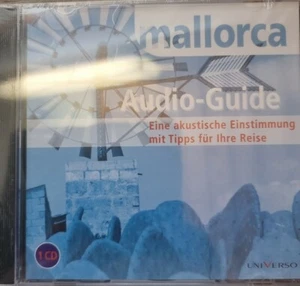 mallorca
Audio-Guide
Eine akustische Einstimmung
mit Tipps für Ihre Reise
1 CD
UNIVERSO